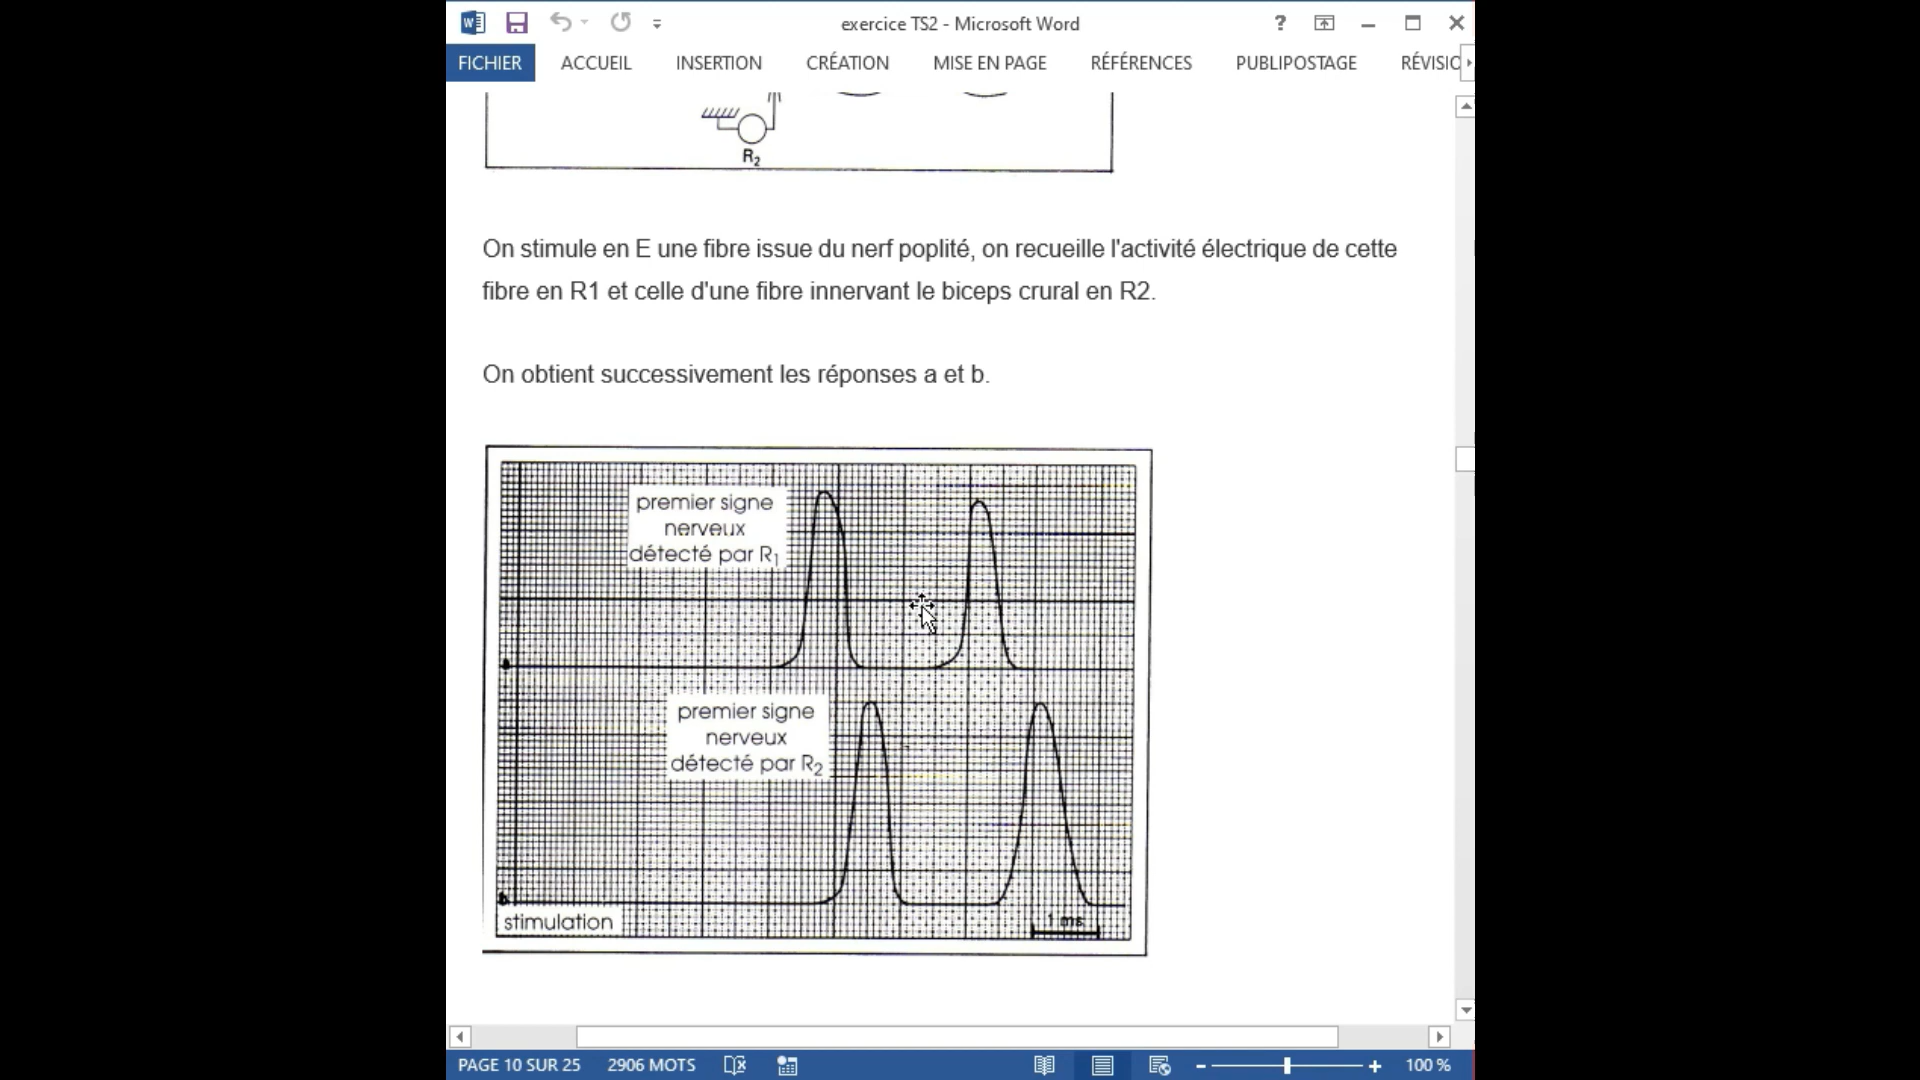 exercice TS2 - Microsoft Word
FICHIER ACCUEIL INSERTION CRÉATION MISE EN PAGE RÉFÉRENCES PUBLIPOSTAGE RÉVISIO
R2
On stimule en E une fibre issue du nerf poplité, on recueille l'activité électrique de cette
fibre en R1 et celle d'une fibre innervant le biceps crural en R2.
On obtient successivement les réponses a et b.
premier signe
nerveux
détecté par R1
a
premier signe
nerveux
détecté par R2
b
stimulation
1 ms
PAGE 10 SUR 25 2906 MOTS 100 %